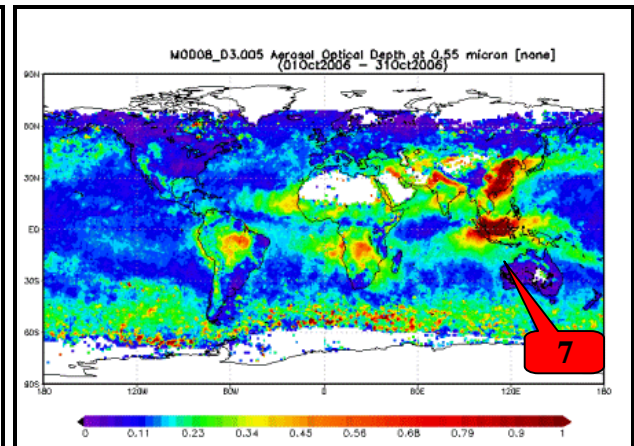 MOD08_D3.005 Aerosol Optical Depth at 0.55 micron [none]
(01Oct2006 - 31Oct2006)
90N
60N
30N
EQ
30S
60S
90S
180 120W 60W 0 60E 120E 180
7
0 0.11 0.23 0.34 0.45 0.56 0.68 0.79 0.9 1